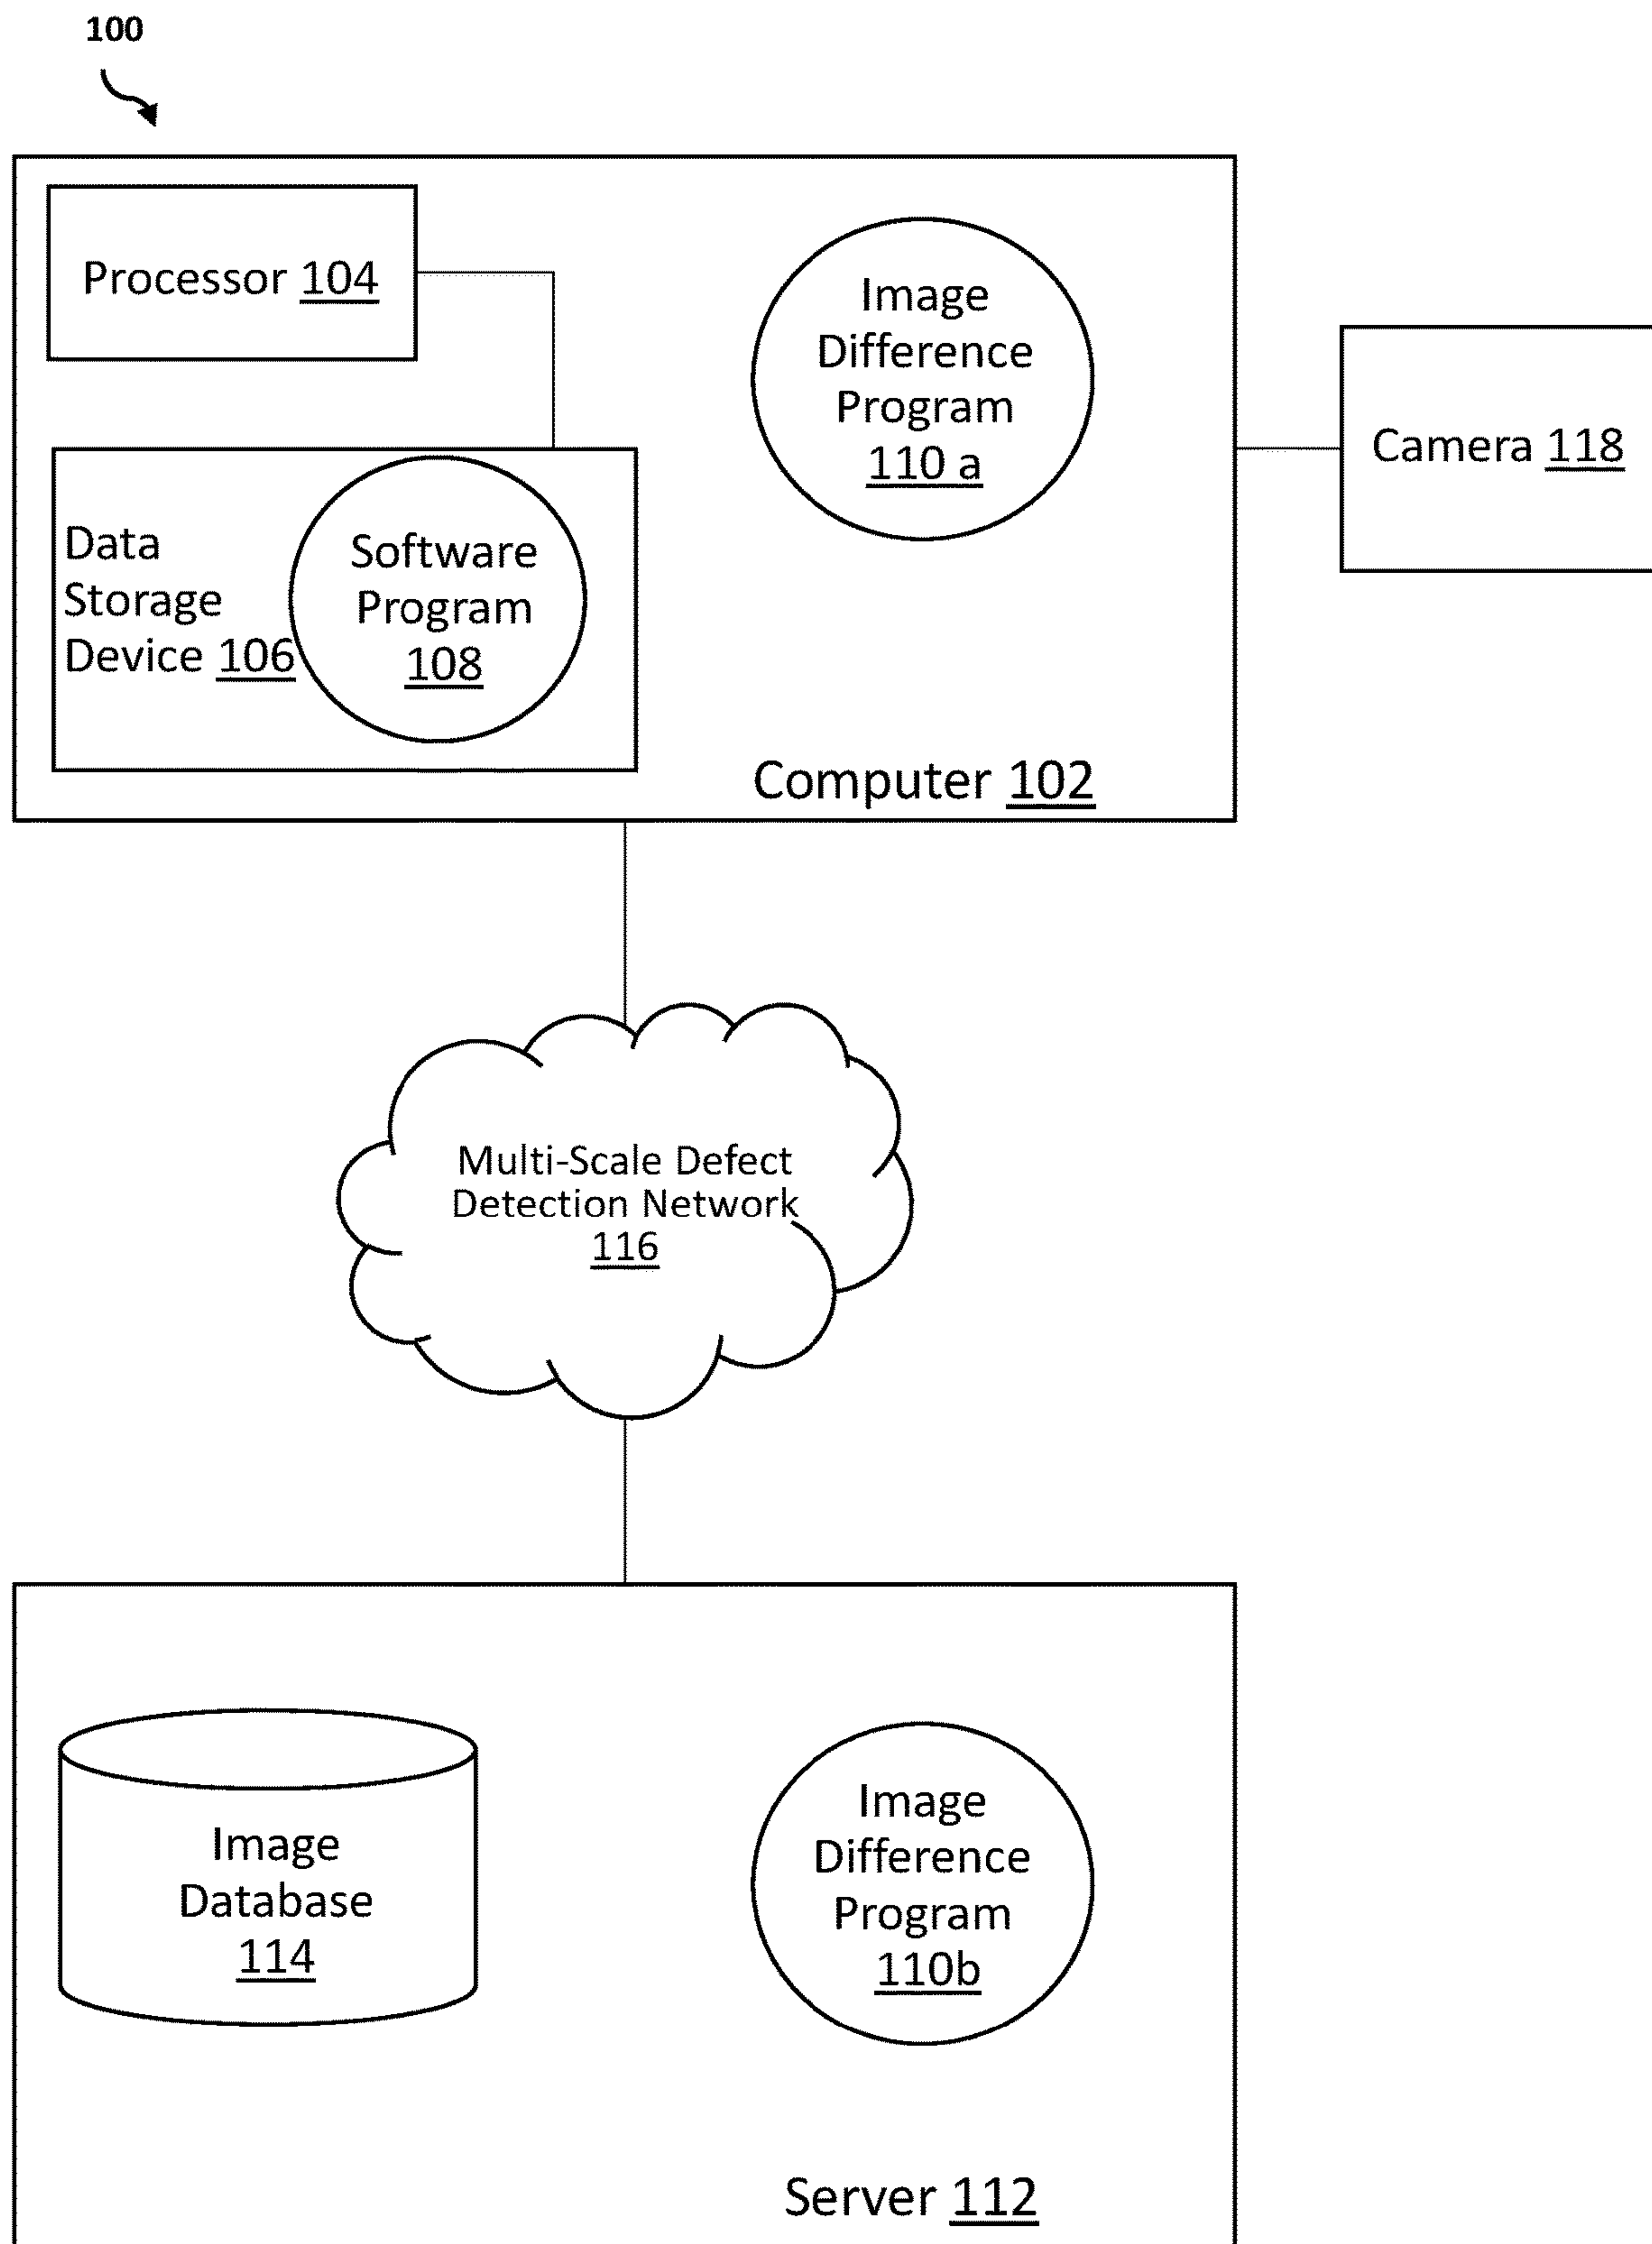 100
Processor 104
Image
Difference
Program
110 a
Camera 118
Data
Storage
Device 106
Software
Program
108
Computer 102
Multi-Scale Defect
Detection Network
116
Image
Database
114
Image
Difference
Program
110b
Server 112